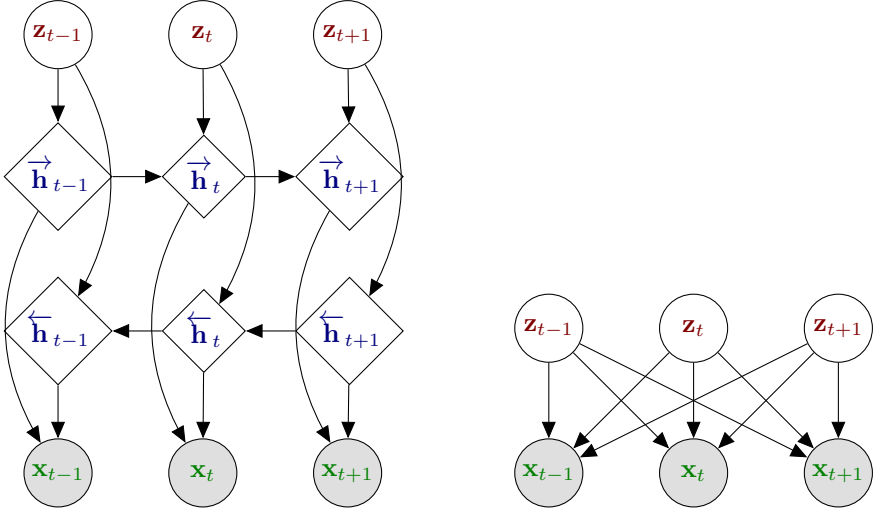 z_{t−1} z_t z_{t+1}
→h_{t−1} →h_t →h_{t+1}
←h_{t−1} ←h_t ←h_{t+1}
x_{t−1} x_t x_{t+1}
z_{t−1} z_t z_{t+1}
x_{t−1} x_t x_{t+1}